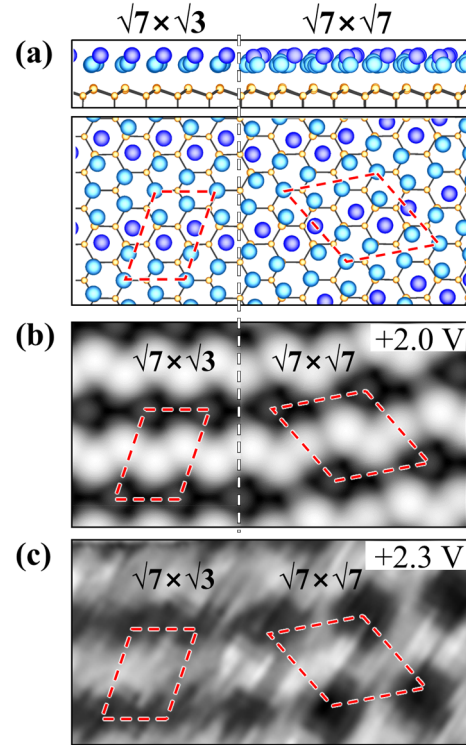 √7×√3 √7×√7
(a)
(b) √7×√3 √7×√7 +2.0 V
(c) √7×√3 √7×√7 +2.3 V